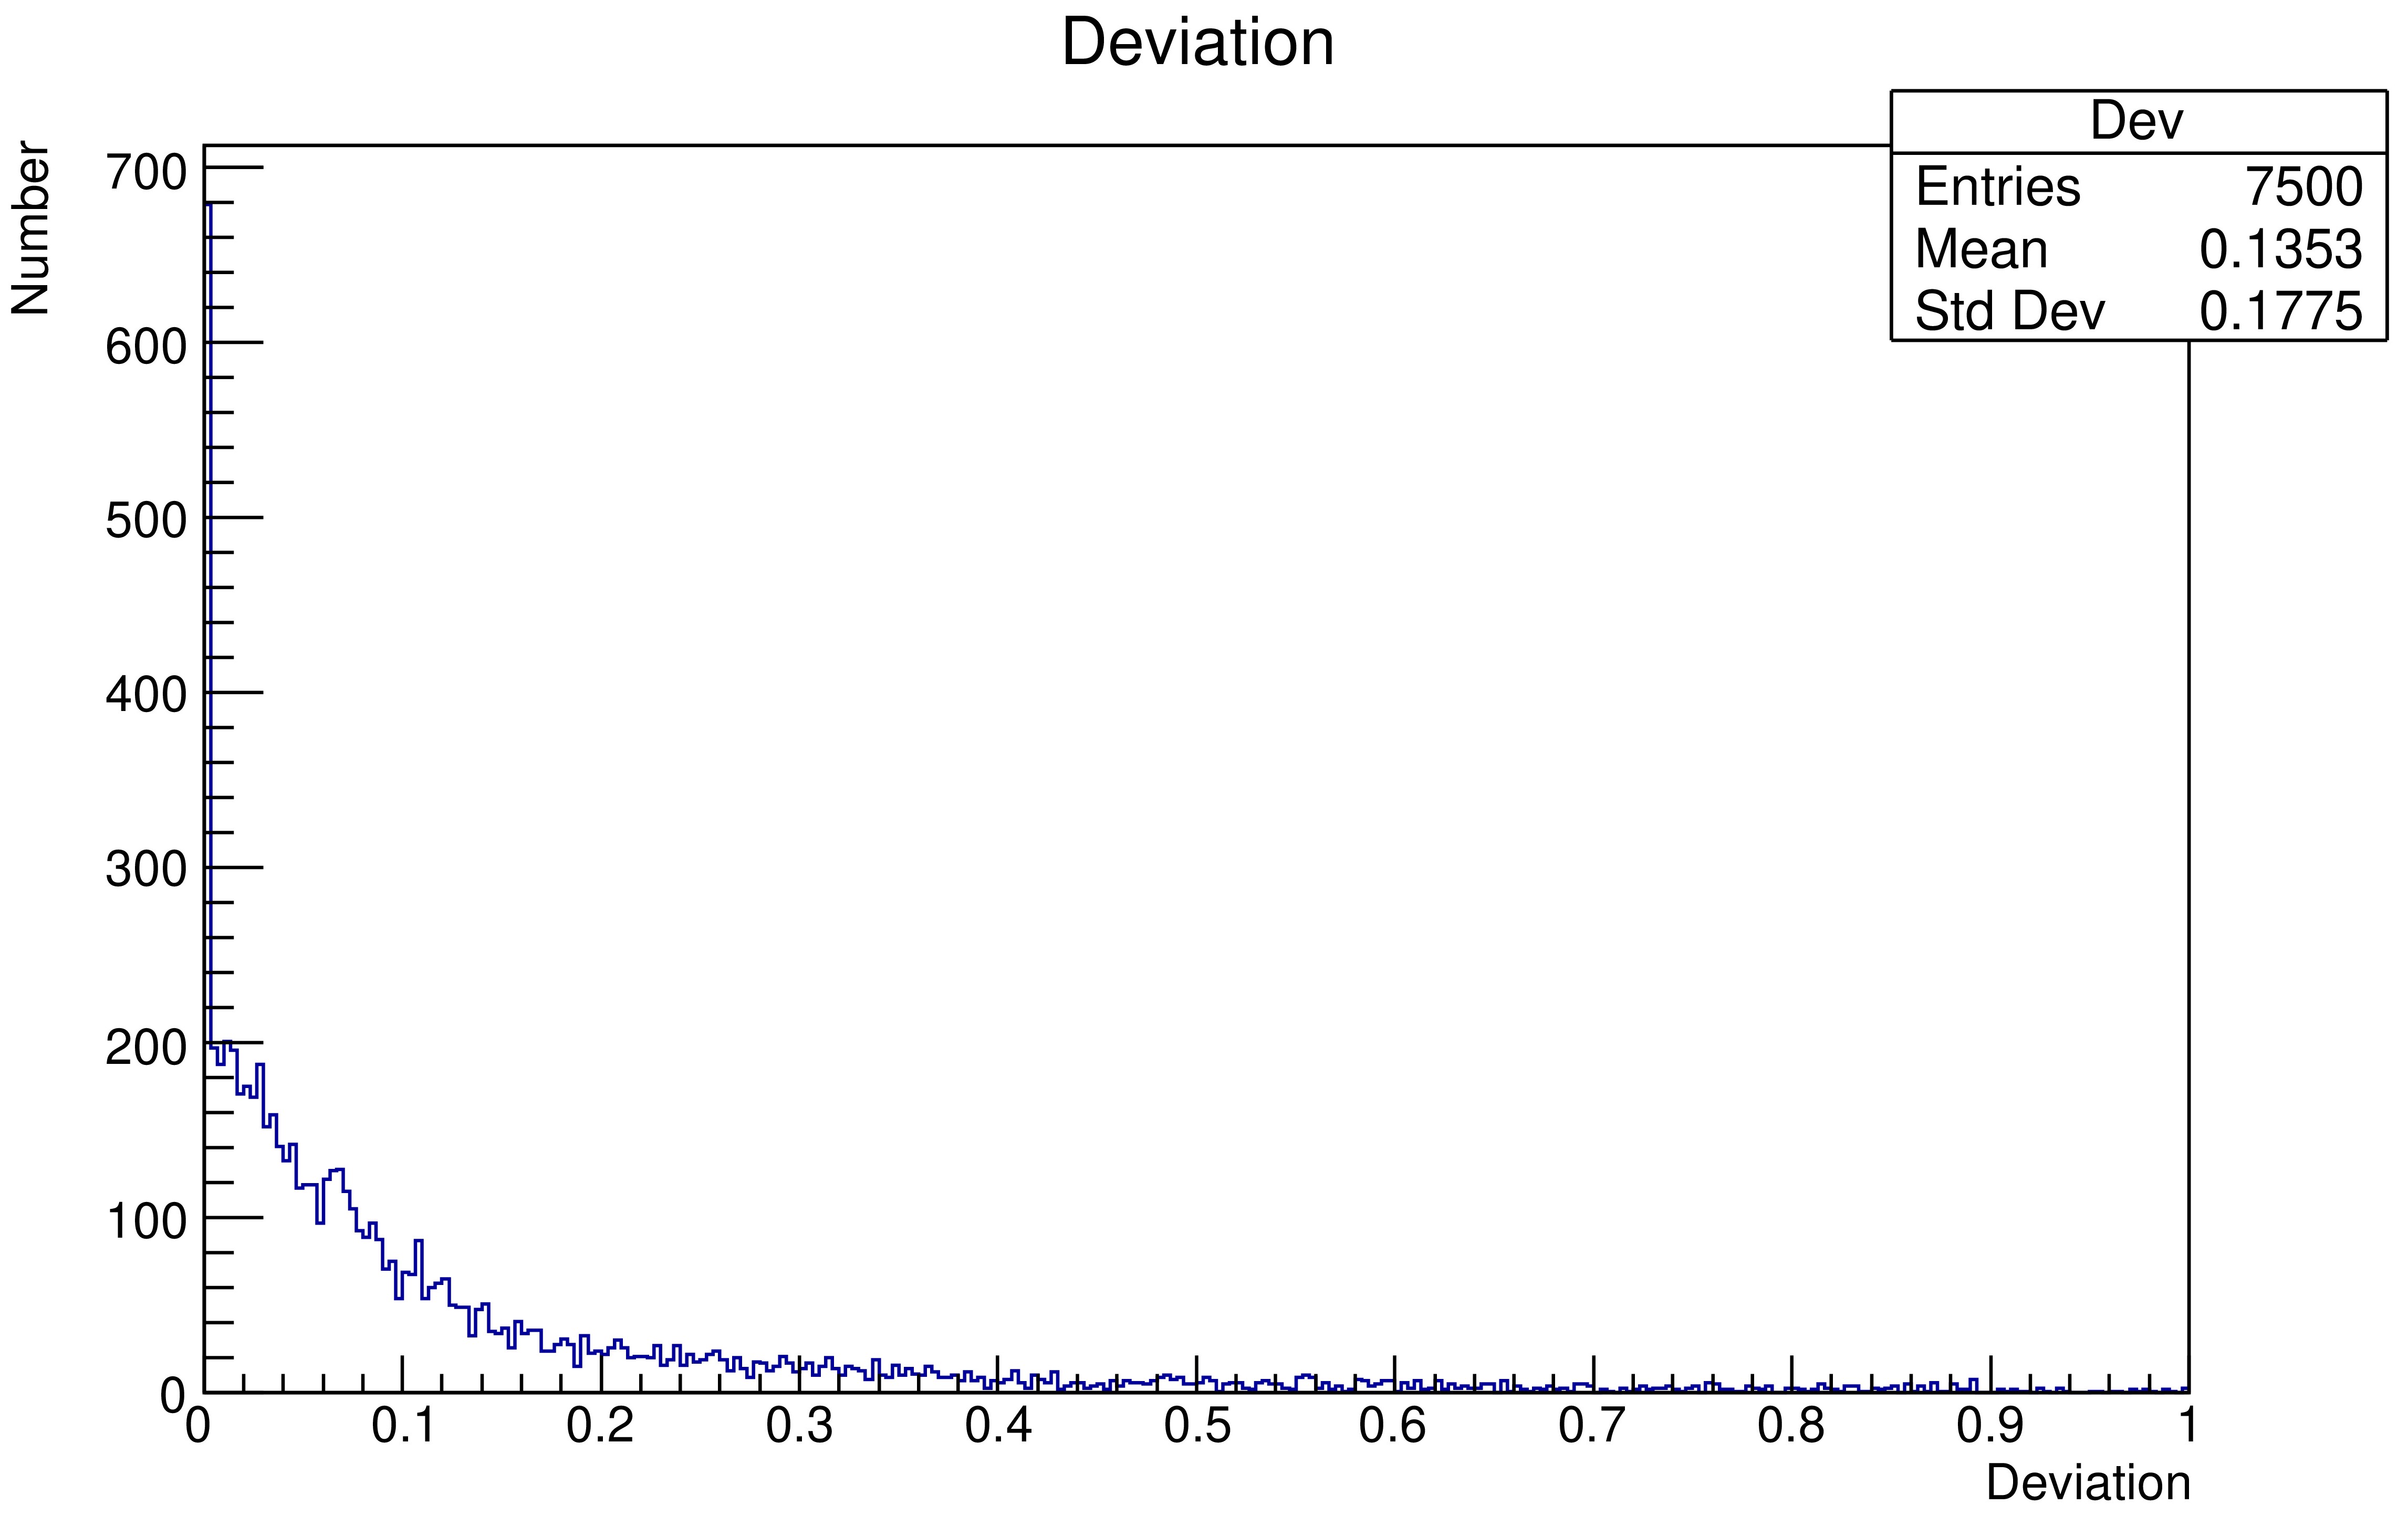 Deviation
Dev
Entries 7500
Mean 0.1353
Std Dev 0.1775
Number
700
600
500
400
300
200
100
0
0 0.1 0.2 0.3 0.4 0.5 0.6 0.7 0.8 0.9 1
Deviation